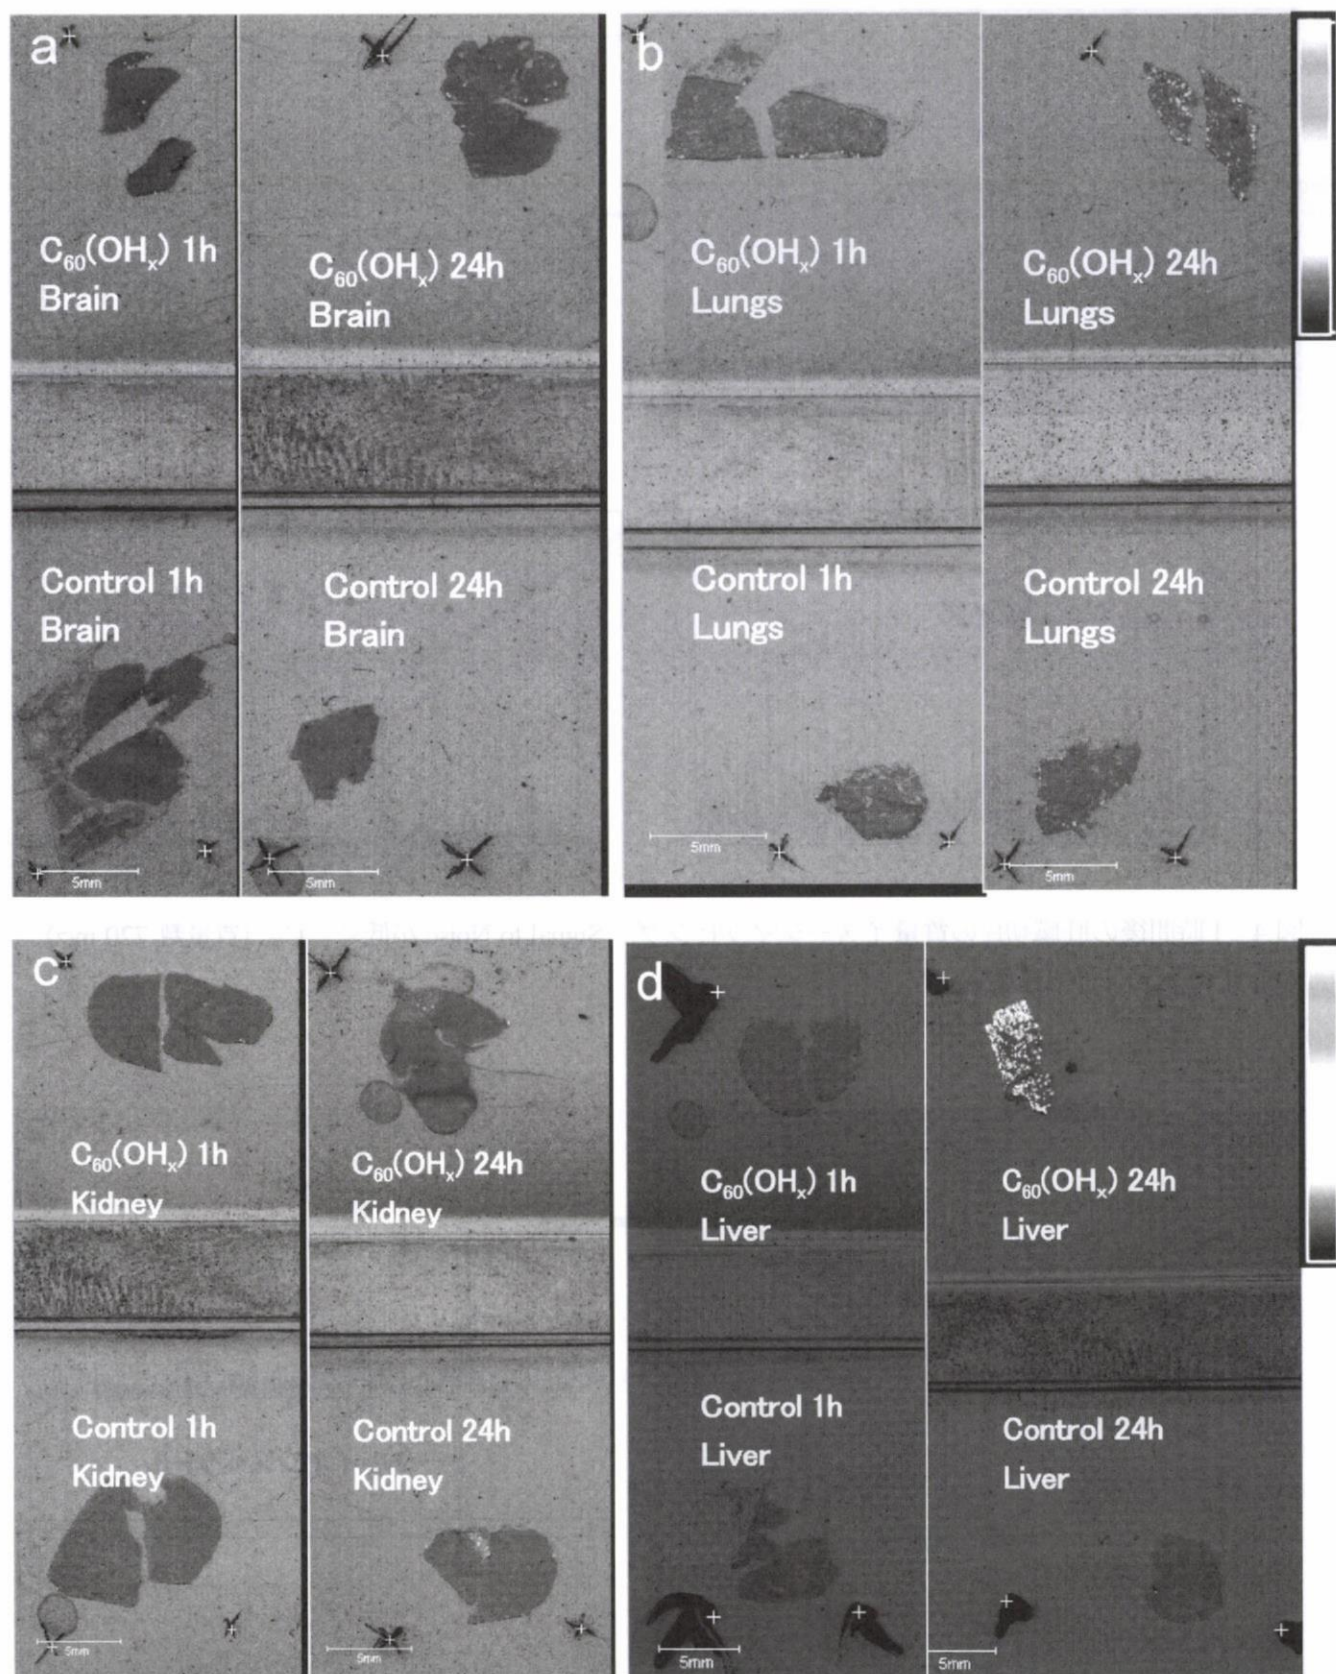 a
C₆₀(OHₓ) 1h
Brain
C₆₀(OHₓ) 24h
Brain
Control 1h
Brain
Control 24h
Brain
5mm
5mm
b
C₆₀(OHₓ) 1h
Lungs
C₆₀(OHₓ) 24h
Lungs
Control 1h
Lungs
Control 24h
Lungs
5mm
5mm
c
C₆₀(OHₓ) 1h
Kidney
C₆₀(OHₓ) 24h
Kidney
Control 1h
Kidney
Control 24h
Kidney
5mm
5mm
d
C₆₀(OHₓ) 1h
Liver
C₆₀(OHₓ) 24h
Liver
Control 1h
Liver
Control 24h
Liver
5mm
5mm